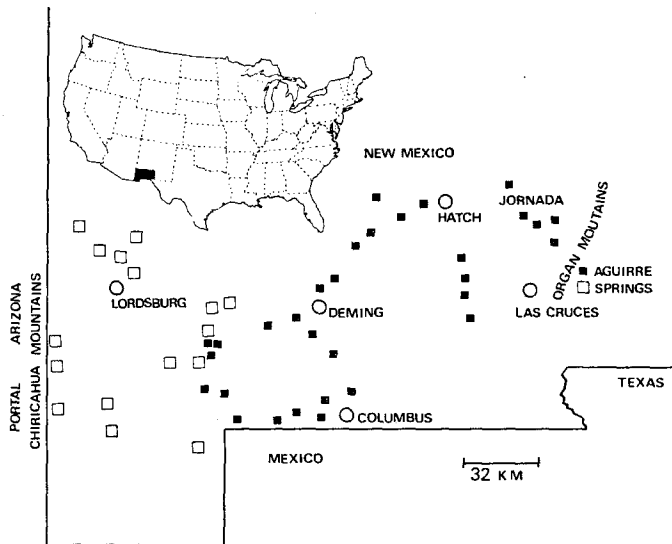 NEW MEXICO
HATCH
JORNADA
ORGAN MOUTAINS
AGUIRRE
SPRINGS
LAS CRUCES
LORDSBURG
DEMING
ARIZONA
PORTAL
CHIRICAHUA MOUNTAINS
TEXAS
COLUMBUS
MEXICO
32 KM